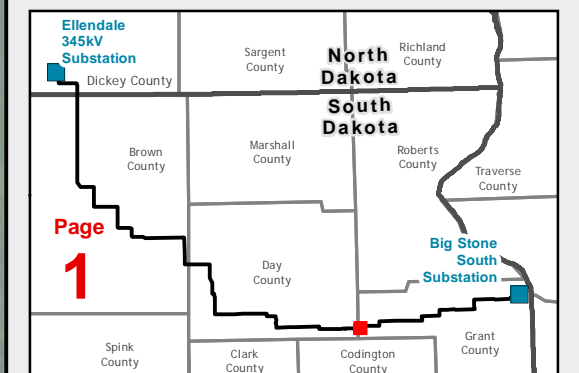 Ellendale
345kV
Substation
Dickey County
Sargent
County
North
Dakota
Richland
County
South
Dakota
Brown
County
Marshall
County
Roberts
County
Traverse
County
Page
1
Big Stone
South
Substation
Day
County
Grant
County
Spink
County
Clark
County
Codington
County